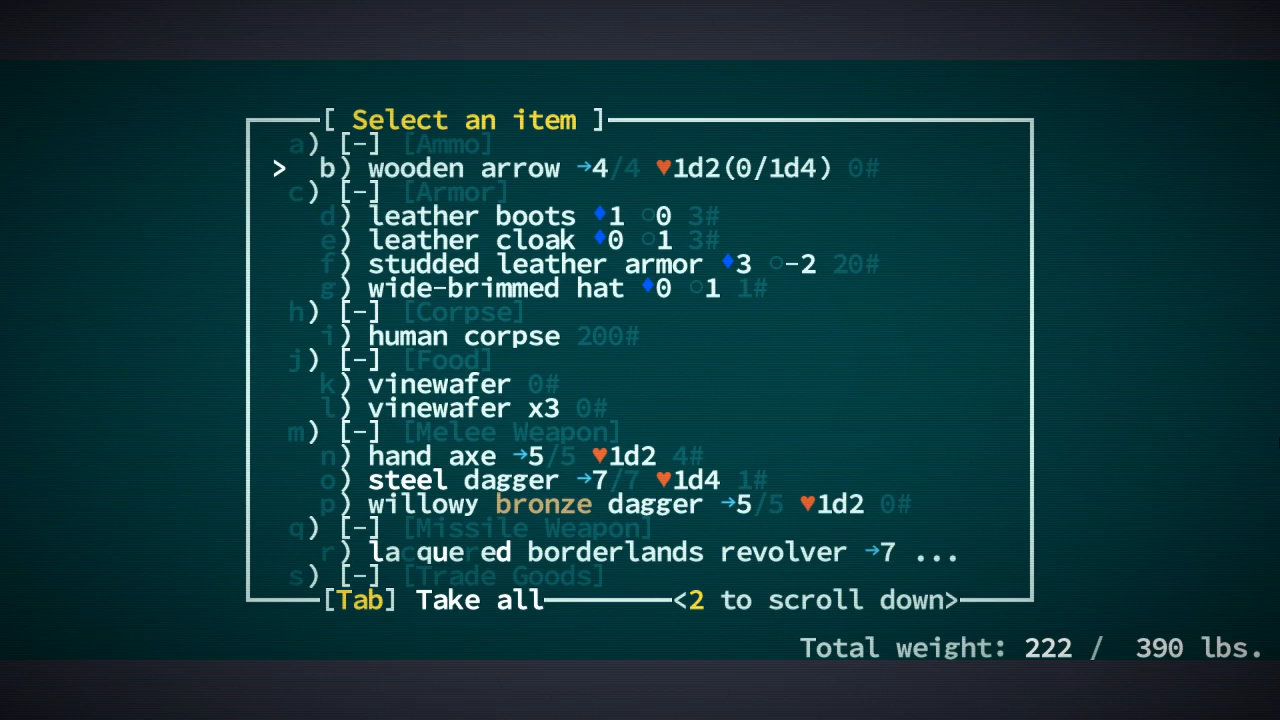 [ Select an item ]
a) [-] [Ammo]
> b) wooden arrow →4/4 ♥1d2(0/1d4) 0#
c) [-] [Armor]
d) leather boots ♦1 ○0 3#
e) leather cloak ♦0 ○1 3#
f) studded leather armor ♦3 ○-2 20#
g) wide-brimmed hat ♦0 ○1 1#
h) [-] [Corpse]
i) human corpse 200#
j) [-] [Food]
k) vinewafer 0#
l) vinewafer x3 0#
m) [-] [Melee Weapon]
n) hand axe →5/5 ♥1d2 4#
o) steel dagger →7/7 ♥1d4 1#
p) willowy bronze dagger →5/5 ♥1d2 0#
q) [-] [Missile Weapon]
r) lacquered borderlands revolver →7 ...
s) [-] [Trade Goods]
[Tab] Take all <2 to scroll down>
Total weight: 222 / 390 lbs.